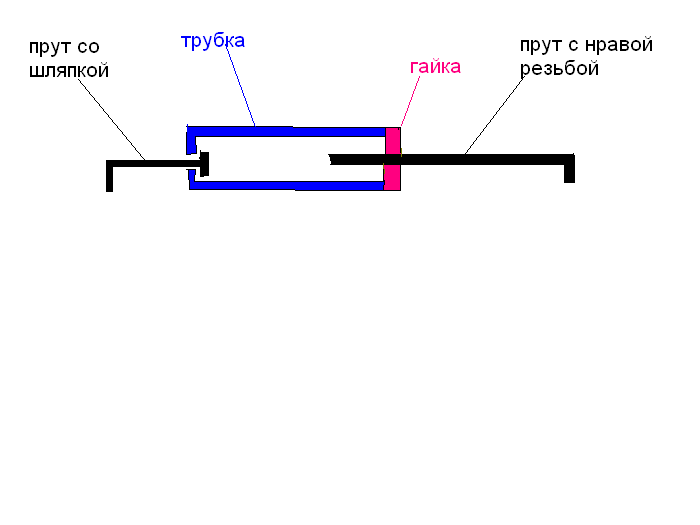 прут со
шляпкой
трубка
гайка
прут с нравой
резьбой